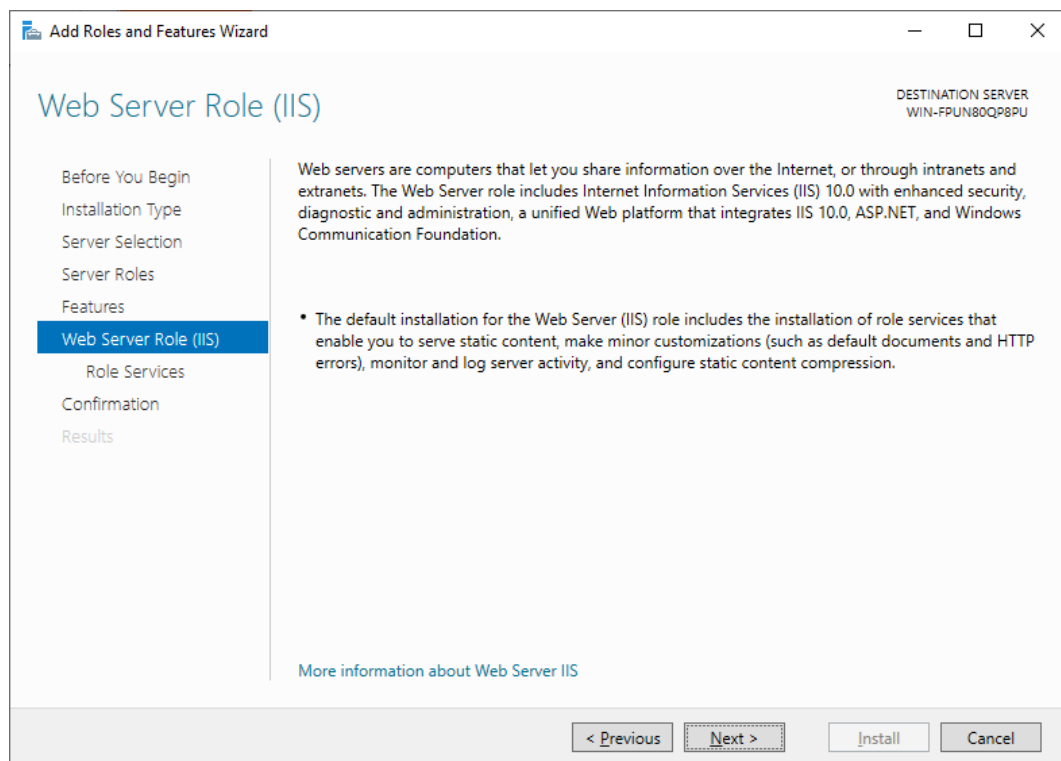 Add Roles and Features Wizard
Web Server Role (IIS)
DESTINATION SERVER
WIN-FPUN80QP8PU
Before You Begin
Installation Type
Server Selection
Server Roles
Features
Web Server Role (IIS)
Role Services
Confirmation
Results
Web servers are computers that let you share information over the Internet, or through intranets and
extranets. The Web Server role includes Internet Information Services (IIS) 10.0 with enhanced security,
diagnostic and administration, a unified Web platform that integrates IIS 10.0, ASP.NET, and Windows
Communication Foundation.
• The default installation for the Web Server (IIS) role includes the installation of role services that
enable you to serve static content, make minor customizations (such as default documents and HTTP
errors), monitor and log server activity, and configure static content compression.
More information about Web Server IIS
< Previous
Next >
Install
Cancel